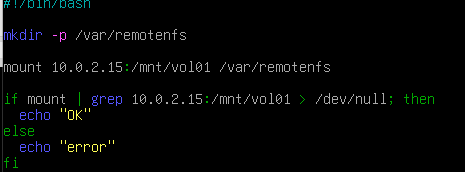 #!/bin/bash
mkdir -p /var/remotenfs
mount 10.0.2.15:/mnt/vol01 /var/remotenfs
if mount | grep 10.0.2.15:/mnt/vol01 > /dev/null; then
  echo "OK"
else
  echo "error"
fi